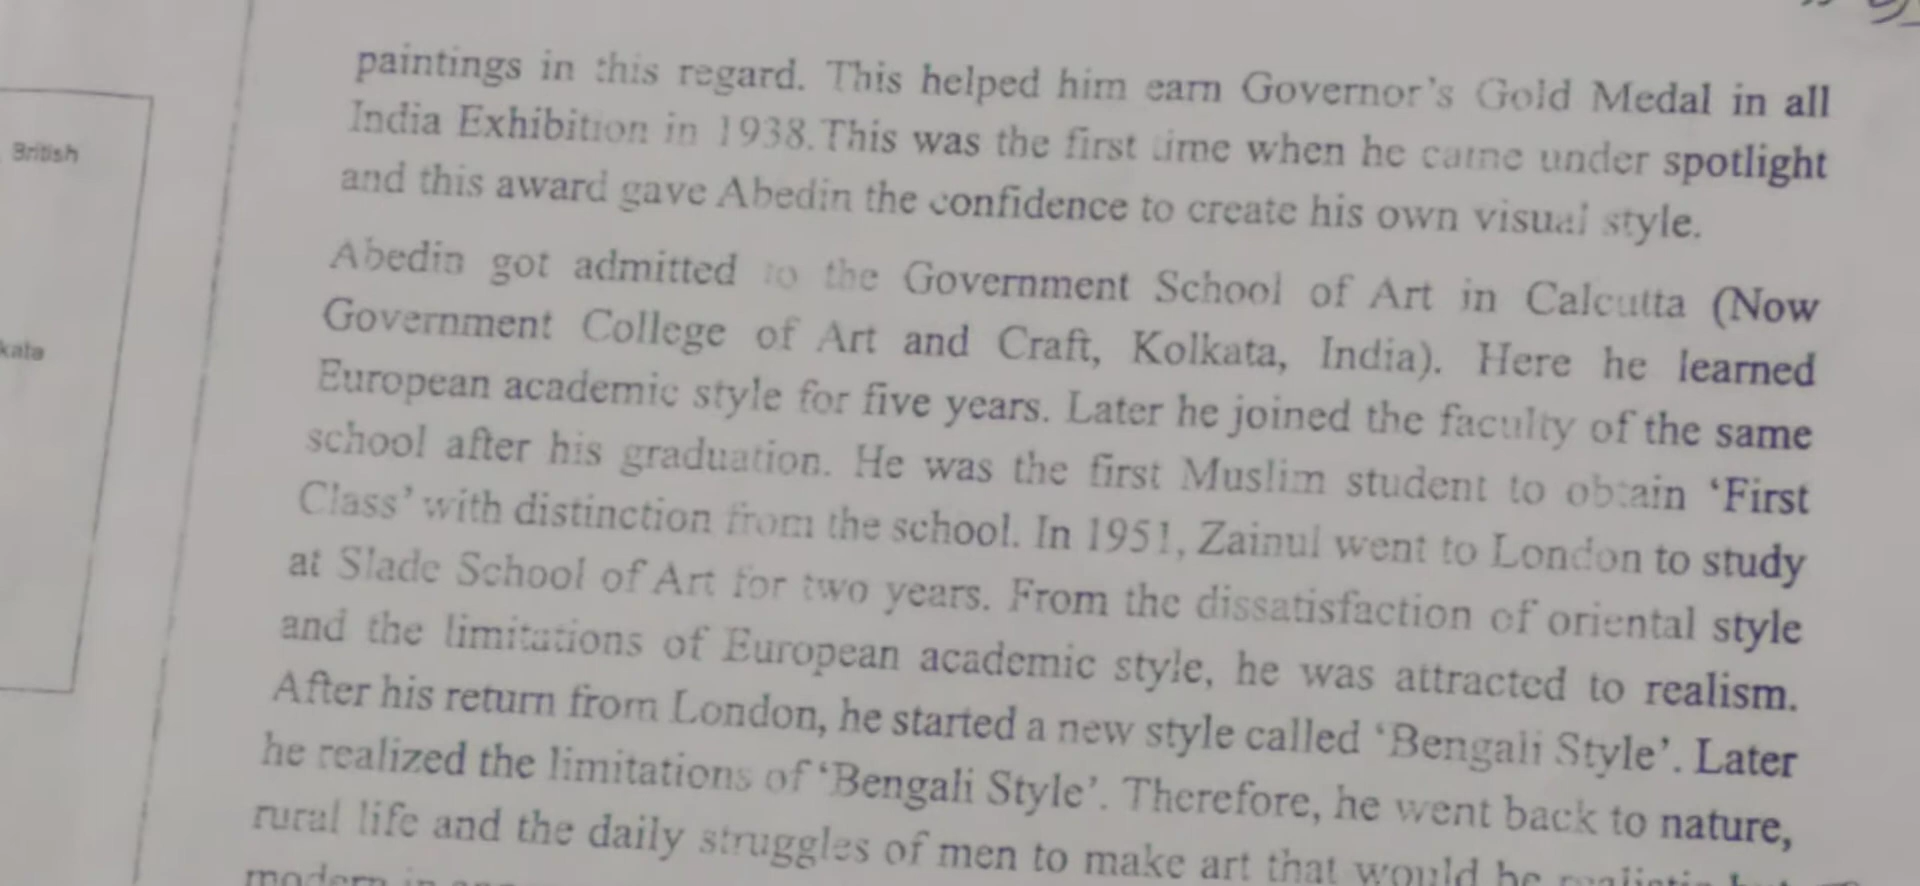 British
kata
paintings in this regard. This helped him earn Governor's Gold Medal in all
India Exhibition in 1938. This was the first time when he came under spotlight
and this award gave Abedin the confidence to create his own visual style.
Abedin got admitted to the Government School of Art in Calcutta (Now
Government College of Art and Craft, Kolkata, India). Here he learned
European academic style for five years. Later he joined the faculty of the same
school after his graduation. He was the first Muslim student to obtain 'First
Class' with distinction from the school. In 1951, Zainul went to London to study
at Slade School of Art for two years. From the dissatisfaction of oriental style
and the limitations of European academic style, he was attracted to realism.
After his return from London, he started a new style called 'Bengali Style'. Later
he realized the limitations of 'Bengali Style'. Therefore, he went back to nature,
rural life and the daily struggles of men to make art that would be realistic but
modern in